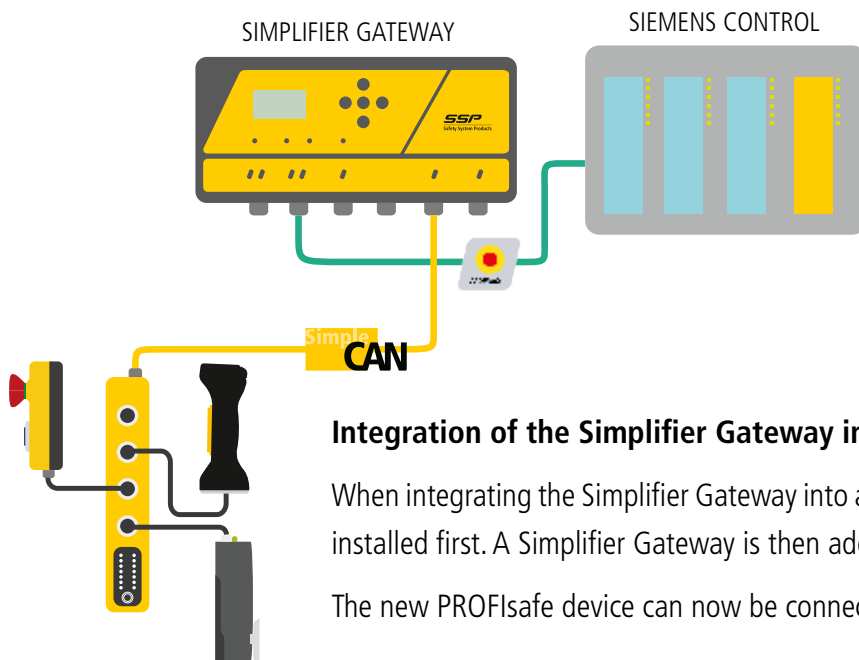 SIMPLIFIER GATEWAY
SIEMENS CONTROL
SSP
Safety System Products
Simple
CAN
Integration of the Simplifier Gateway in
When integrating the Simplifier Gateway into a
installed first. A Simplifier Gateway is then ad
The new PROFIsafe device can now be connec